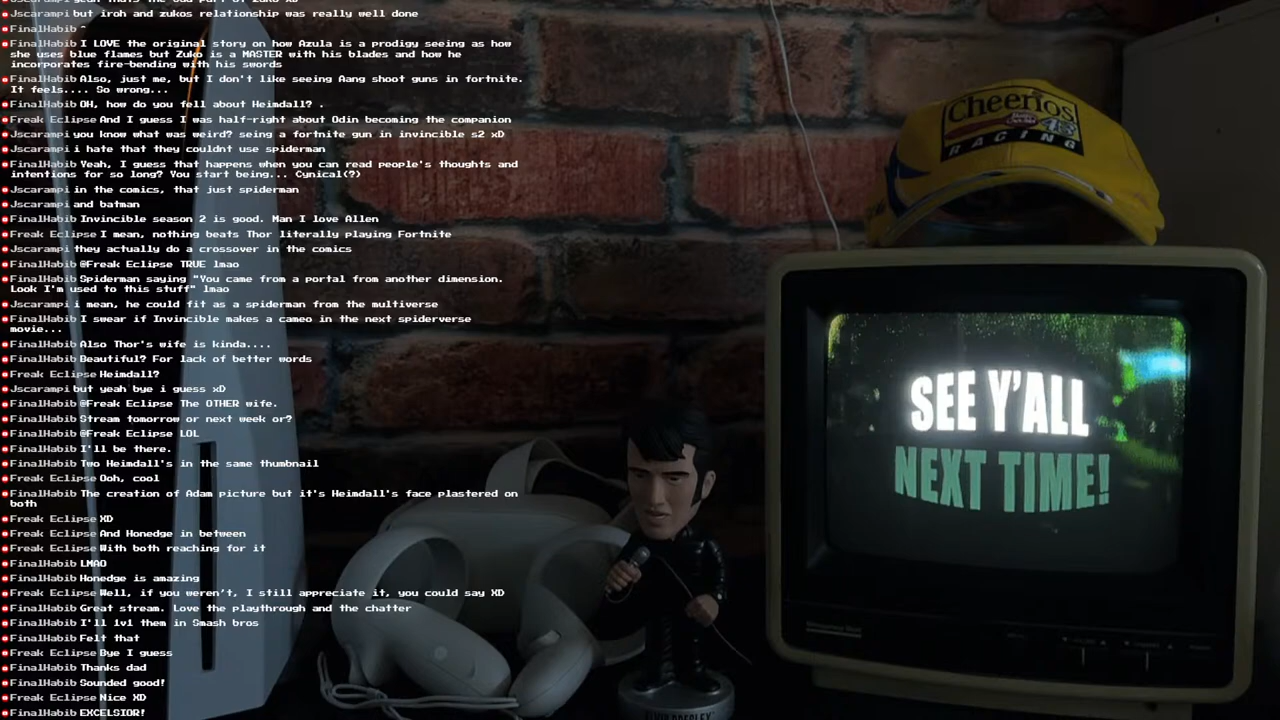 Jscarampi but iroh and zukos relationship was really well done
FinalHabib ^
FinalHabib I LOVE the original story on how Azula is a prodigy seeing as how
she uses blue flames but Zuko is a MASTER with his blades and how he
incorporates fire-bending with his swords
FinalHabib Also, just me, but I don't like seeing Aang shoot guns in fortnite.
It feels.... So wrong...
FinalHabib OH, how do you fell about Heimdall? .
Freak Eclipse And I guess I was half-right about Odin becoming the companion
Jscarampi you know what was weird? seing a fortnite gun in invincible s2 xD
Jscarampi i hate that they couldnt use spiderman
FinalHabib Yeah, I guess that happens when you can read people's thoughts and
intentions for so long? You start being... Cynical(?)
Jscarampi in the comics, that just spiderman
Jscarampi and batman
FinalHabib Invincible season 2 is good. Man I love Allen
Freak Eclipse I mean, nothing beats Thor literally playing Fortnite
Jscarampi they actually do a crossover in the comics
FinalHabib @Freak Eclipse TRUE lmao
FinalHabib Spiderman saying "You came from a portal from another dimension.
Look I'm used to this stuff" lmao
Jscarampi i mean, he could fit as a spiderman from the multiverse
FinalHabib I swear if Invincible makes a cameo in the next spiderverse
movie...
FinalHabib Also Thor's wife is kinda....
FinalHabib Beautiful? For lack of better words
Freak Eclipse Heimdall?
Jscarampi but yeah bye i guess xD
FinalHabib @Freak Eclipse The OTHER wife.
FinalHabib Stream tomorrow or next week or?
FinalHabib @Freak Eclipse LOL
FinalHabib I'll be there.
FinalHabib Two Heimdall's in the same thumbnail
Freak Eclipse Ooh, cool
FinalHabib The creation of Adam picture but it's Heimdall's face plastered on
both
Freak Eclipse XD
Freak Eclipse And Honedge in between
Freak Eclipse With both reaching for it
FinalHabib LMAO
FinalHabib Honedge is amazing
Freak Eclipse Well, if you weren't, I still appreciate it, you could say XD
FinalHabib Great stream. Love the playthrough and the chatter
FinalHabib I'll 1v1 them in Smash bros
FinalHabib Felt that
Freak Eclipse Bye I guess
FinalHabib Thanks dad
FinalHabib Sounded good!
Freak Eclipse Nice XD
FinalHabib EXCELSIOR!
Cheerios
45
RACING
SEE Y'ALL
NEXT TIME!
ELVIS PRESLEY